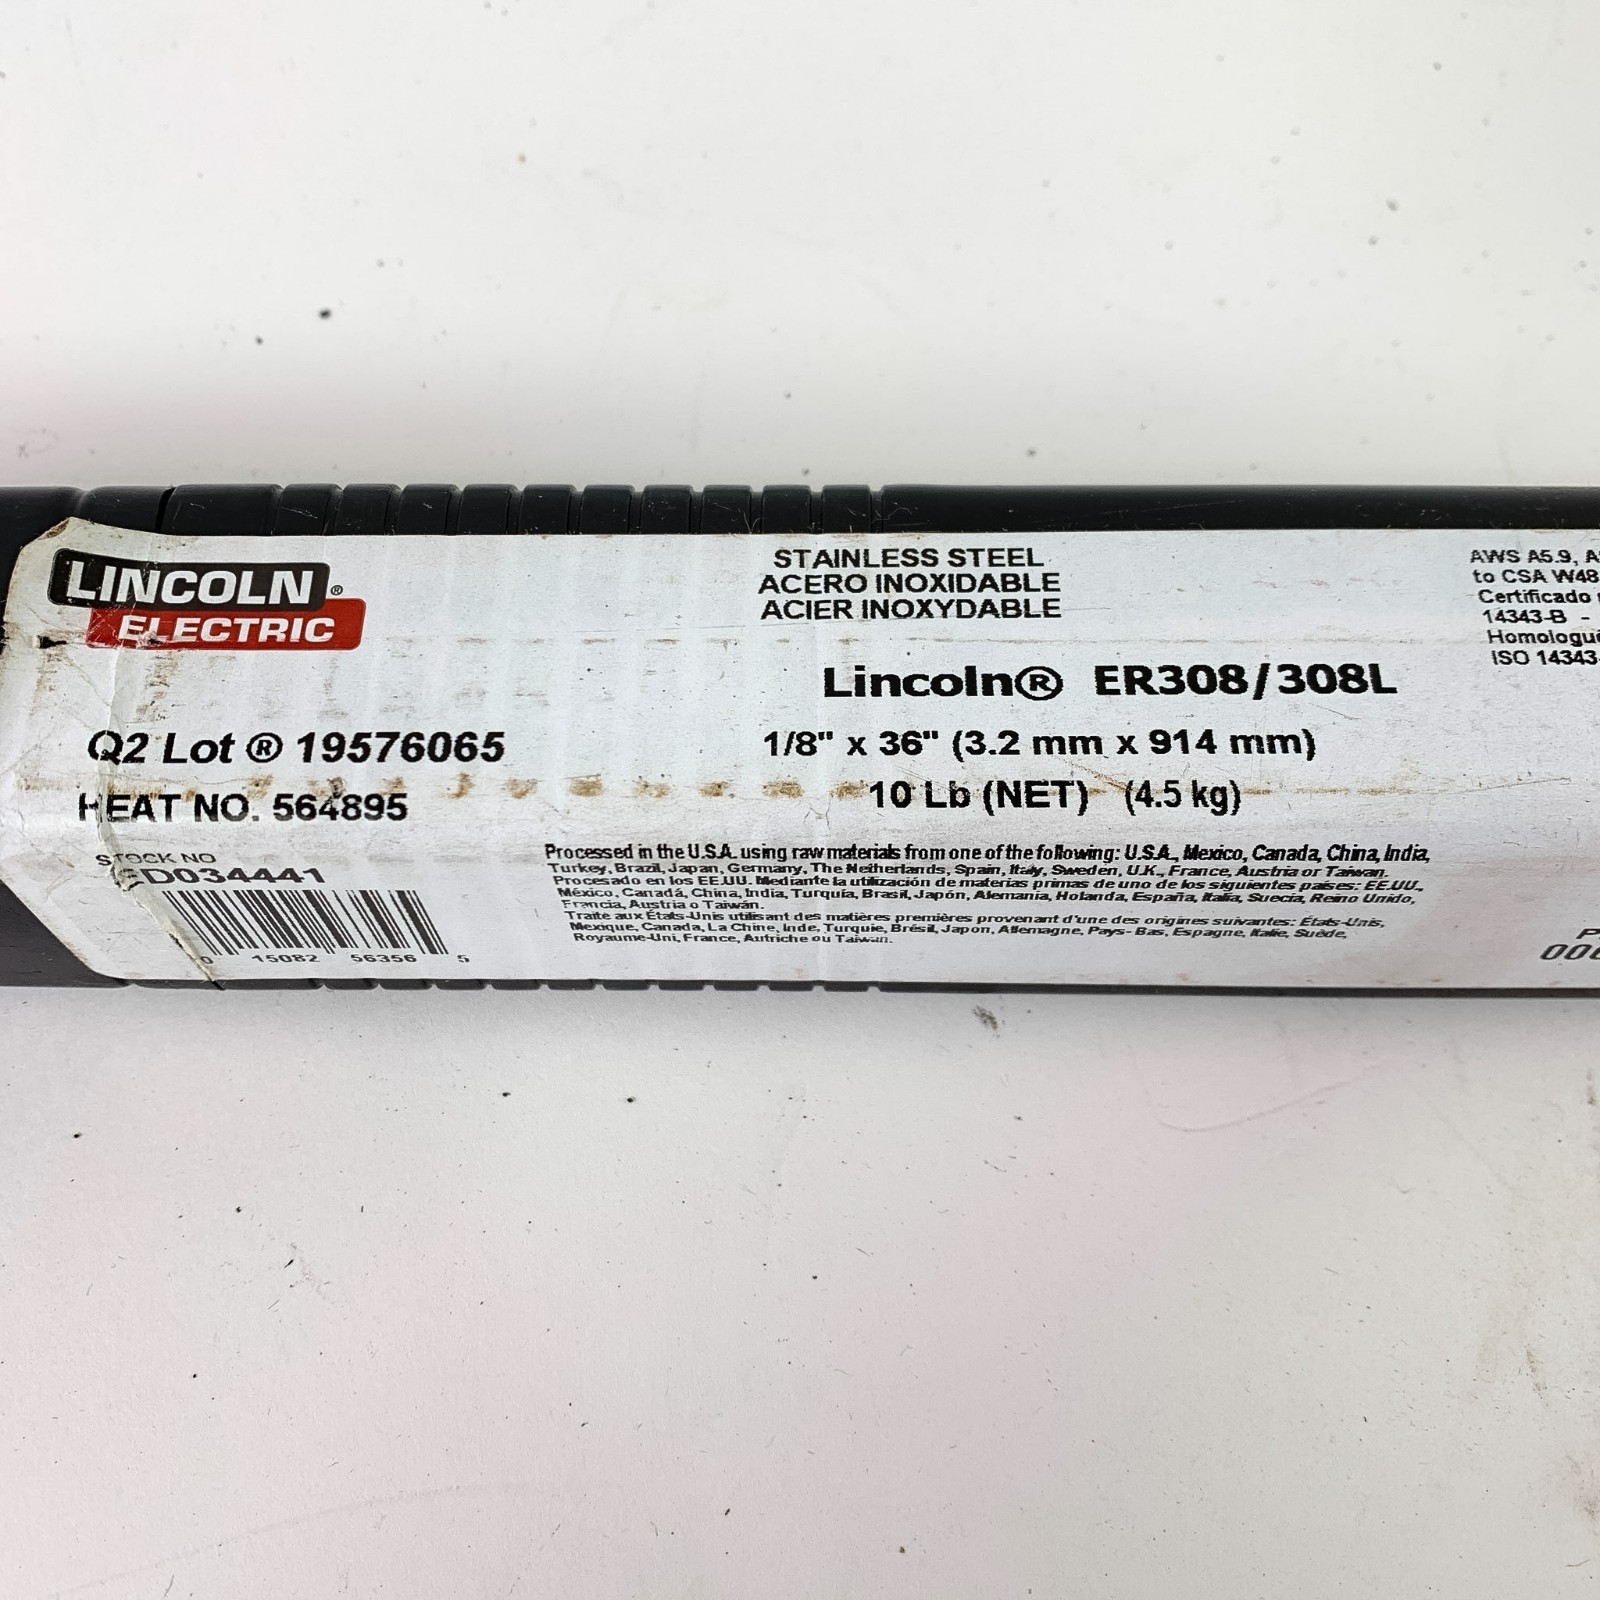 LINCOLN ®
ELECTRIC
Q2 Lot ® 19576065
HEAT NO. 564895
STOCK NO
ED034441
0 15082 56356 5
STAINLESS STEEL
ACERO INOXIDABLE
ACIER INOXYDABLE
Lincoln® ER308/308L
1/8" x 36" (3.2 mm x 914 mm)
10 Lb (NET) (4.5 kg)
Processed in the U.S.A. using raw materials from one of the following: U.S.A., Mexico, Canada, China, India,
Turkey, Brazil, Japan, Germany, The Netherlands, Spain, Italy, Sweden, U.K., France, Austria or Taiwan.
Procesado en los EE.UU. Mediante la utilización de materias primas de uno de los siguientes países: EE.UU.,
México, Canadá, China, India, Turquía, Brasil, Japón, Alemania, Holanda, España, Italia, Suecia, Reino Unido,
Francia, Austria o Taiwán.
Traite aux États-Unis utilisant des matières premières provenant d'une des origines suivantes: États-Unis,
Mexique, Canada, La Chine, Inde, Turquie, Brésil, Japon, Allemagne, Pays-Bas, Espagne, Italie, Suède,
Royaume-Uni, France, Autriche ou Taiwan.
AWS A5.9, A
to CSA W48
Certificado
14343-B -
Homologué
ISO 14343-
P
000